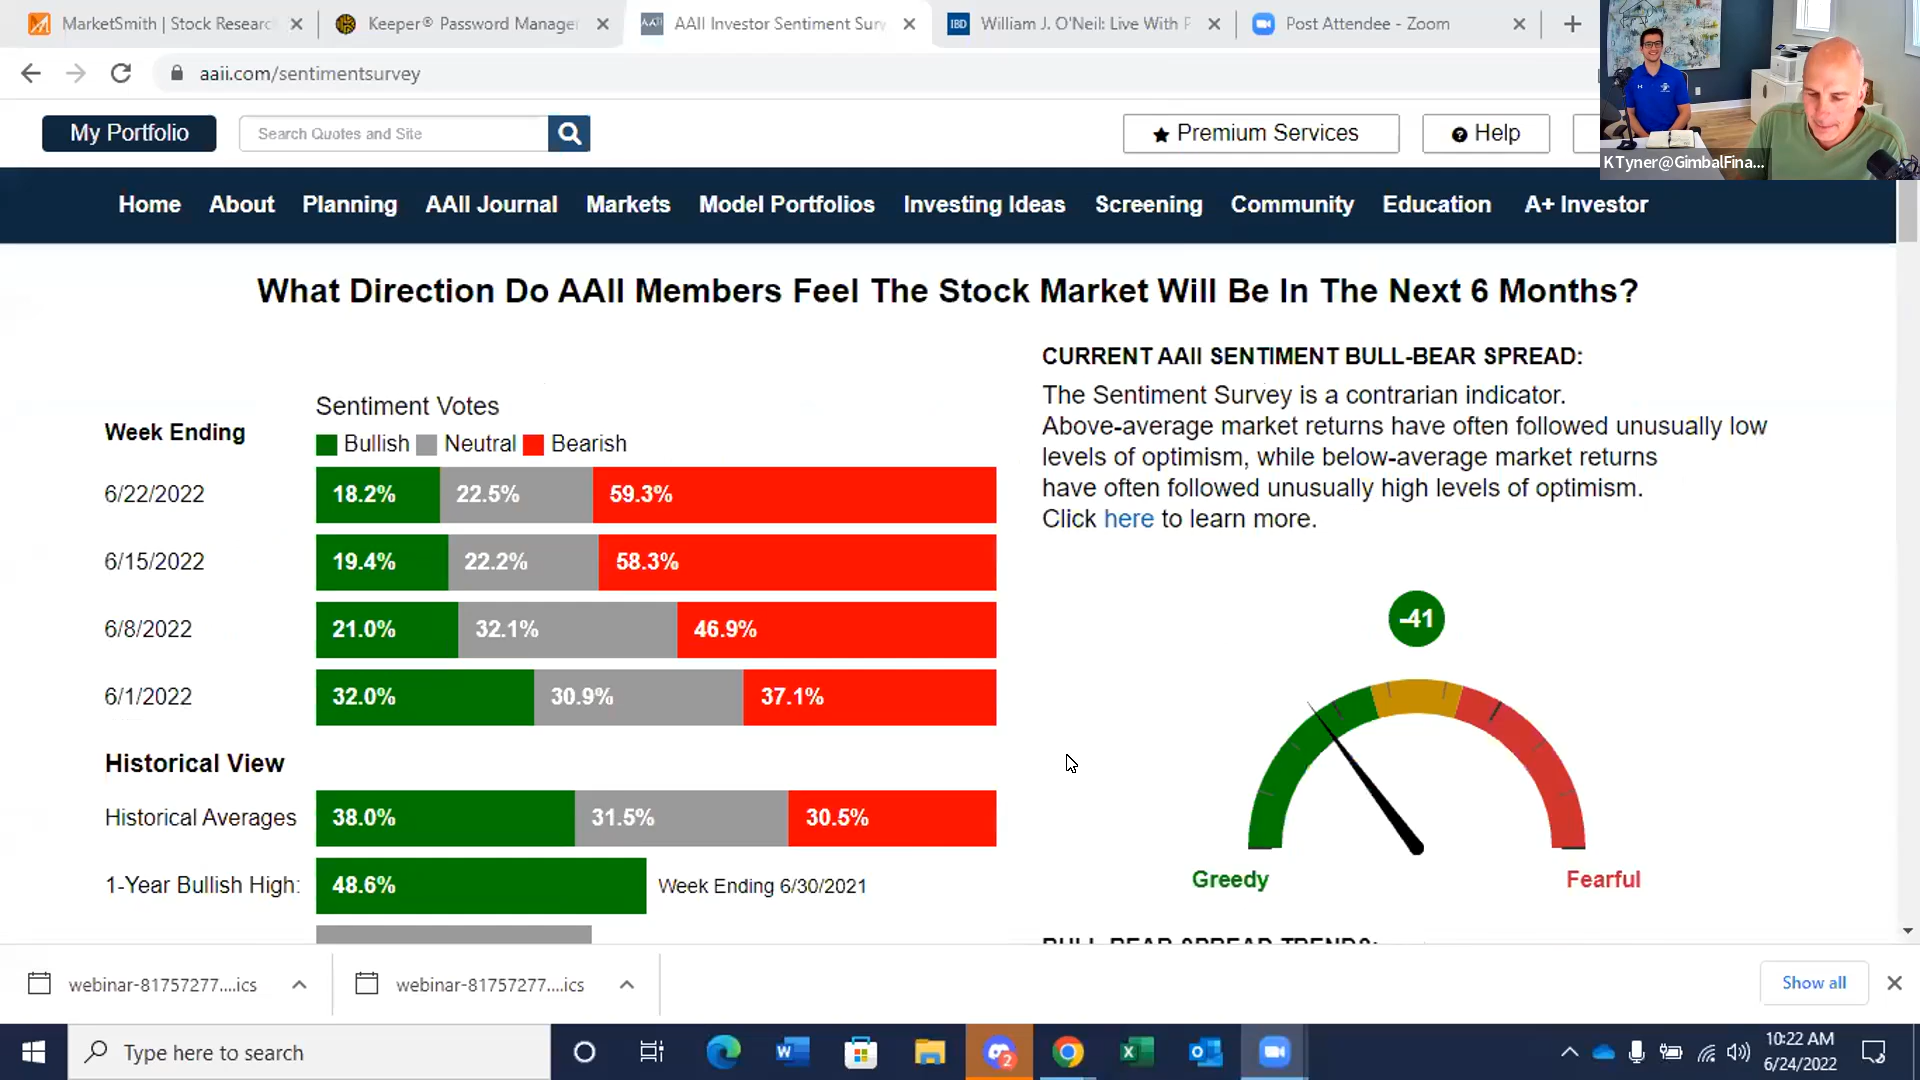 MarketSmith | Stock Researc
Keeper® Password Manager
AAII Investor Sentiment Surv
IBD
William J. O'Neil: Live With P
Post Attendee - Zoom
aaii.com/sentimentsurvey
My Portfolio
Search Quotes and Site
Premium Services
Help
KTyner@GimbalFina...
Home About Planning AAII Journal Markets Model Portfolios Investing Ideas Screening Community Education A+ Investor
What Direction Do AAII Members Feel The Stock Market Will Be In The Next 6 Months?
Week Ending
Sentiment Votes
Bullish Neutral Bearish
6/22/2022 18.2% 22.5% 59.3%
6/15/2022 19.4% 22.2% 58.3%
6/8/2022 21.0% 32.1% 46.9%
6/1/2022 32.0% 30.9% 37.1%
Historical View
Historical Averages 38.0% 31.5% 30.5%
1-Year Bullish High: 48.6% Week Ending 6/30/2021
CURRENT AAII SENTIMENT BULL-BEAR SPREAD:
The Sentiment Survey is a contrarian indicator.
Above-average market returns have often followed unusually low
levels of optimism, while below-average market returns
have often followed unusually high levels of optimism.
Click here to learn more.
-41
Greedy
Fearful
BULL-BEAR SPREAD TRENDS:
webinar-81757277....ics
webinar-81757277....ics
Show all
Type here to search
2
10:22 AM
6/24/2022